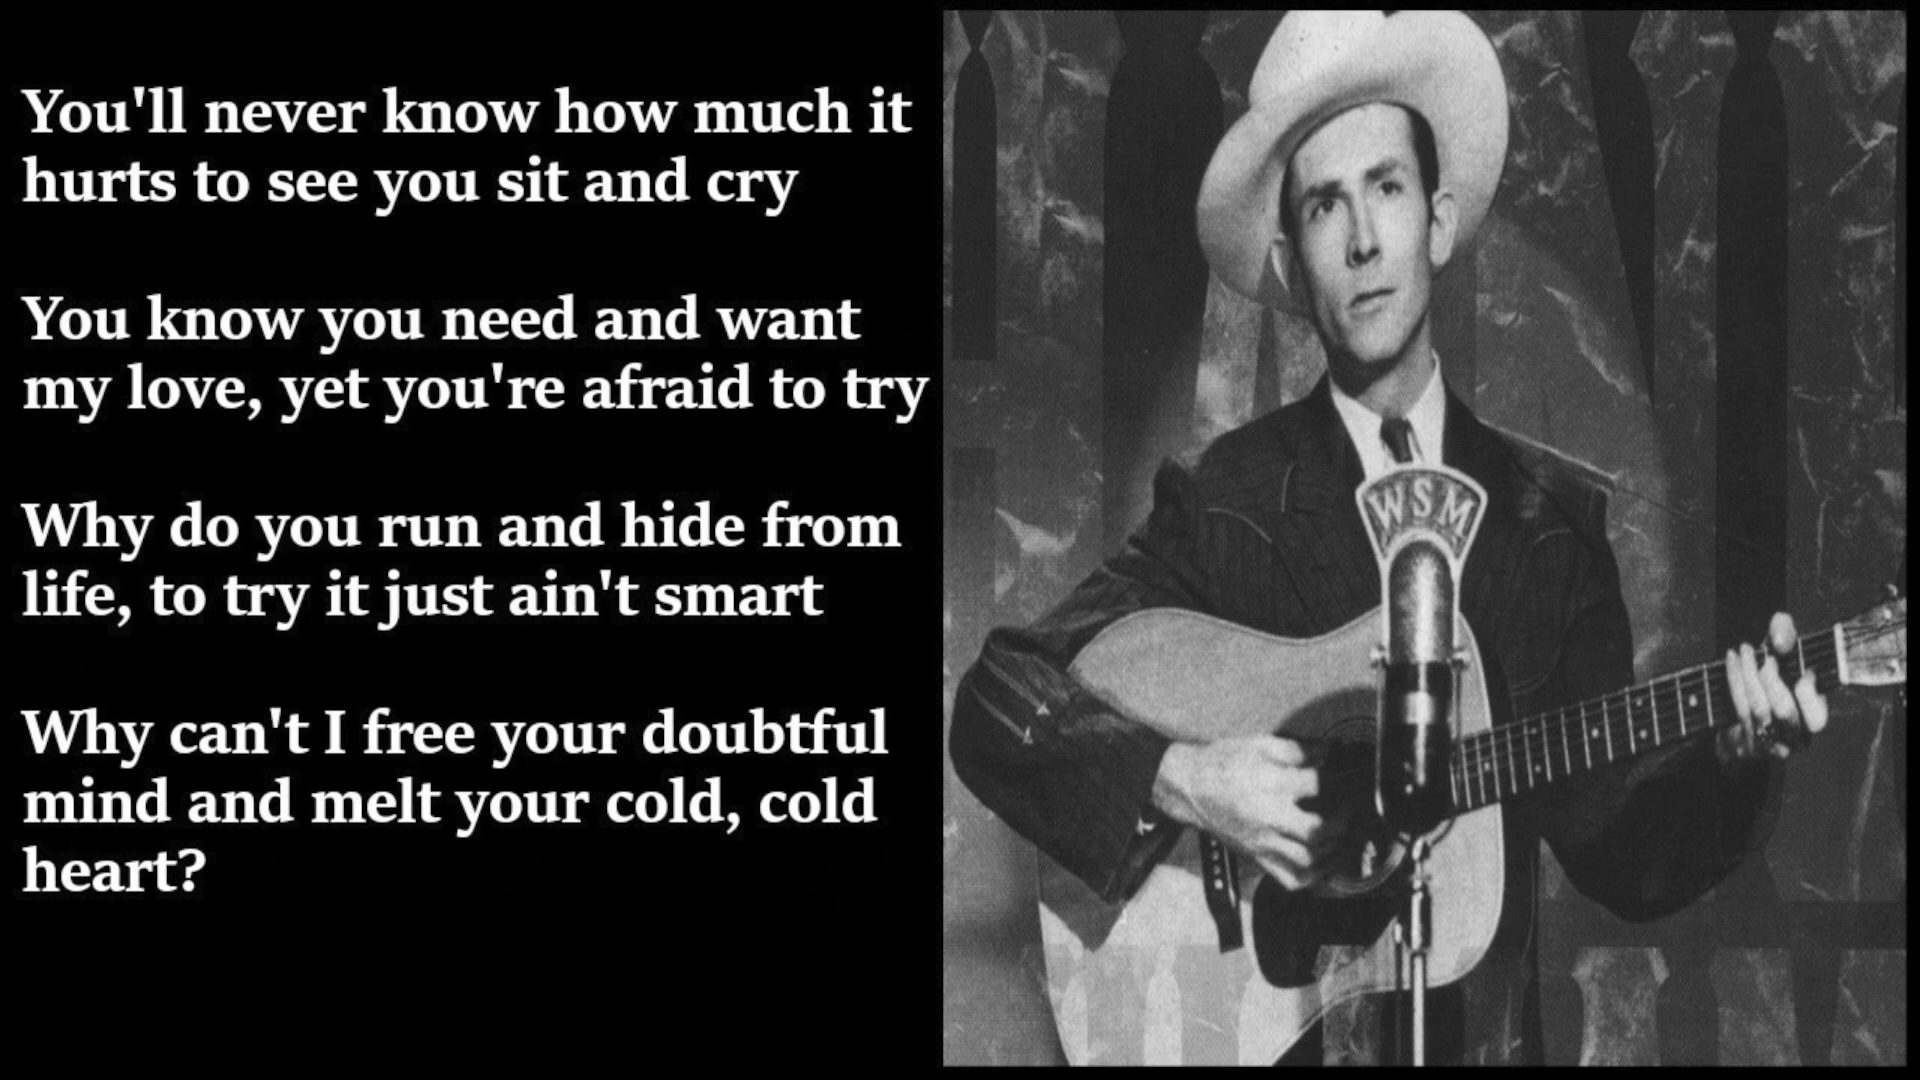 You'll never know how much it
hurts to see you sit and cry
You know you need and want
my love, yet you're afraid to try
Why do you run and hide from
life, to try it just ain't smart
Why can't I free your doubtful
mind and melt your cold, cold
heart?
WSM